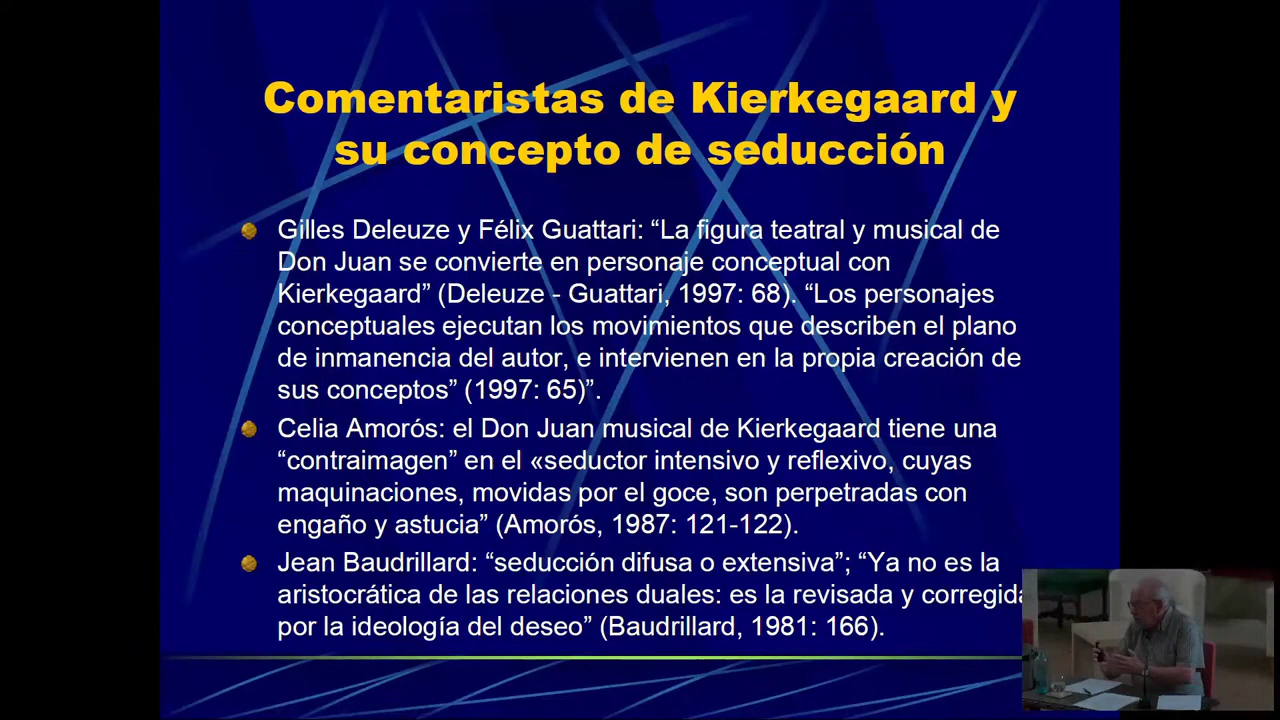 Comentaristas de Kierkegaard y
su concepto de seducción
Gilles Deleuze y Félix Guattari: “La figura teatral y musical de
Don Juan se convierte en personaje conceptual con
Kierkegaard” (Deleuze - Guattari, 1997: 68). “Los personajes
conceptuales ejecutan los movimientos que describen el plano
de inmanencia del autor, e intervienen en la propia creación de
sus conceptos” (1997: 65)”.
Celia Amorós: el Don Juan musical de Kierkegaard tiene una
“contraimagen” en el «seductor intensivo y reflexivo, cuyas
maquinaciones, movidas por el goce, son perpetradas con
engaño y astucia” (Amorós, 1987: 121-122).
Jean Baudrillard: “seducción difusa o extensiva”; “Ya no es la
aristocrática de las relaciones duales: es la revisada y corregida
por la ideología del deseo” (Baudrillard, 1981: 166).